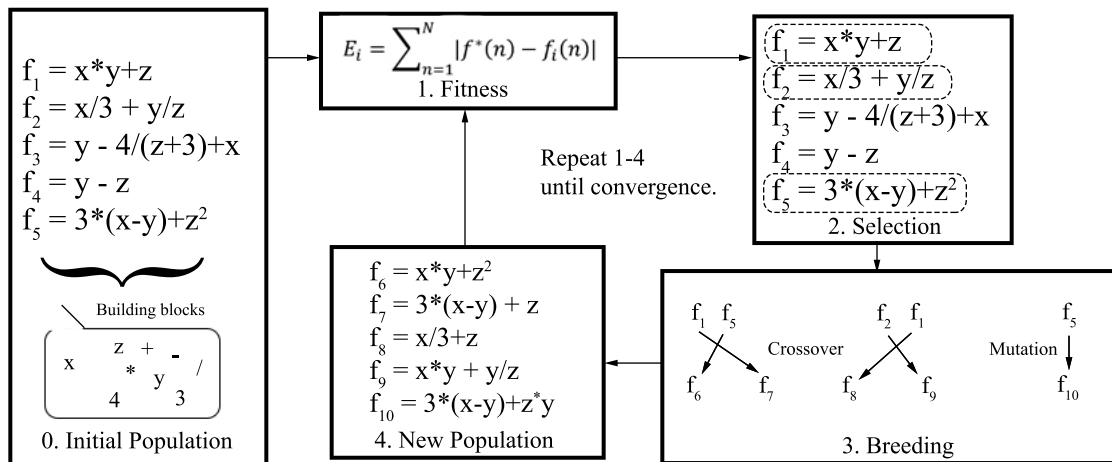 f₁ = x*y+z
f₂ = x/3 + y/z
f₃ = y - 4/(z+3)+x
f₄ = y - z
f₅ = 3*(x-y)+z²
Building blocks
x z + - * y / 4 3
0. Initial Population
Eᵢ = ∑ₙ₌₁ᴺ |f*(n) − fᵢ(n)|
1. Fitness
f₁ = x*y+z
f₂ = x/3 + y/z
f₃ = y - 4/(z+3)+x
f₄ = y - z
f₅ = 3*(x-y)+z²
2. Selection
Repeat 1-4
until convergence.
f₁ f₅ f₂ f₁ f₅
Crossover Mutation
f₆ f₇ f₈ f₉ f₁₀
3. Breeding
f₆ = x*y+z²
f₇ = 3*(x-y) + z
f₈ = x/3+z
f₉ = x*y + y/z
f₁₀ = 3*(x-y)+z*y
4. New Population